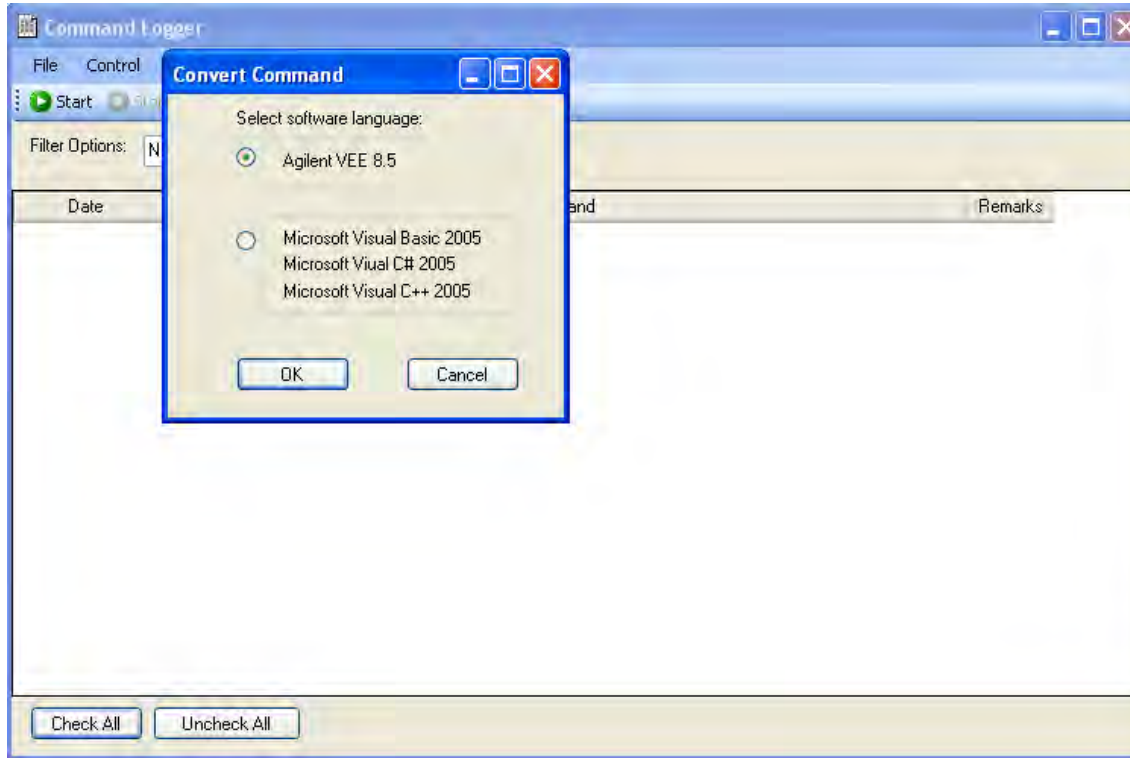 Command Logger
File Control
Convert Command
Start
Select software language:
Filter Options: N
Agilent VEE 8.5
Date and Remarks
Microsoft Visual Basic 2005
Microsoft Viual C# 2005
Microsoft Visual C++ 2005
OK Cancel
Check All Uncheck All